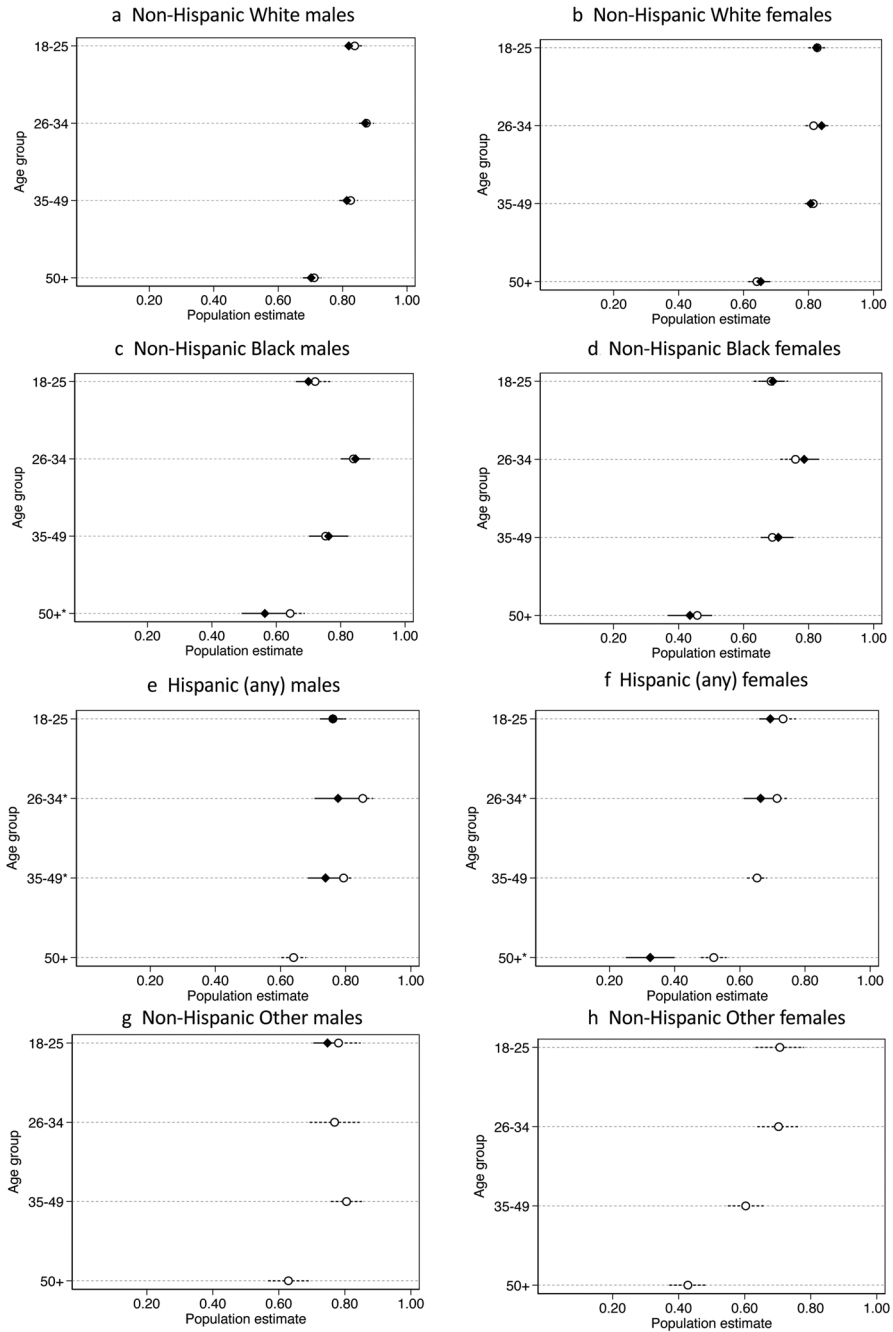 a Non-Hispanic White males
18-25
26-34
35-49
50+
Age group
0.20 0.40 0.60 0.80 1.00
Population estimate
b Non-Hispanic White females
18-25
26-34
35-49
50+
Age group
0.20 0.40 0.60 0.80 1.00
Population estimate
c Non-Hispanic Black males
18-25
26-34
35-49
50+*
Age group
0.20 0.40 0.60 0.80 1.00
Population estimate
d Non-Hispanic Black females
18-25
26-34
35-49
50+
Age group
0.20 0.40 0.60 0.80 1.00
Population estimate
e Hispanic (any) males
18-25
26-34*
35-49*
50+
Age group
0.20 0.40 0.60 0.80 1.00
Population estimate
f Hispanic (any) females
18-25
26-34*
35-49
50+*
Age group
0.20 0.40 0.60 0.80 1.00
Population estimate
g Non-Hispanic Other males
18-25
26-34
35-49
50+
Age group
0.20 0.40 0.60 0.80 1.00
Population estimate
h Non-Hispanic Other females
18-25
26-34
35-49
50+
Age group
0.20 0.40 0.60 0.80 1.00
Population estimate